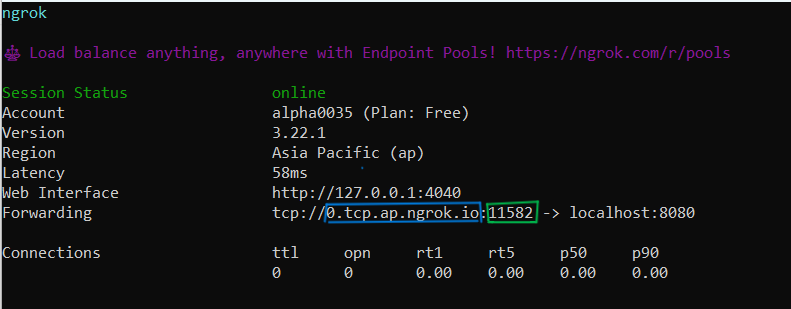 ngrok
Load balance anything, anywhere with Endpoint Pools! https://ngrok.com/r/pools
Session Status online
Account alpha0035 (Plan: Free)
Version 3.22.1
Region Asia Pacific (ap)
Latency 58ms
Web Interface http://127.0.0.1:4040
Forwarding tcp://0.tcp.ap.ngrok.io:11582 -> localhost:8080
Connections ttl opn rt1 rt5 p50 p90
0 0 0.00 0.00 0.00 0.00